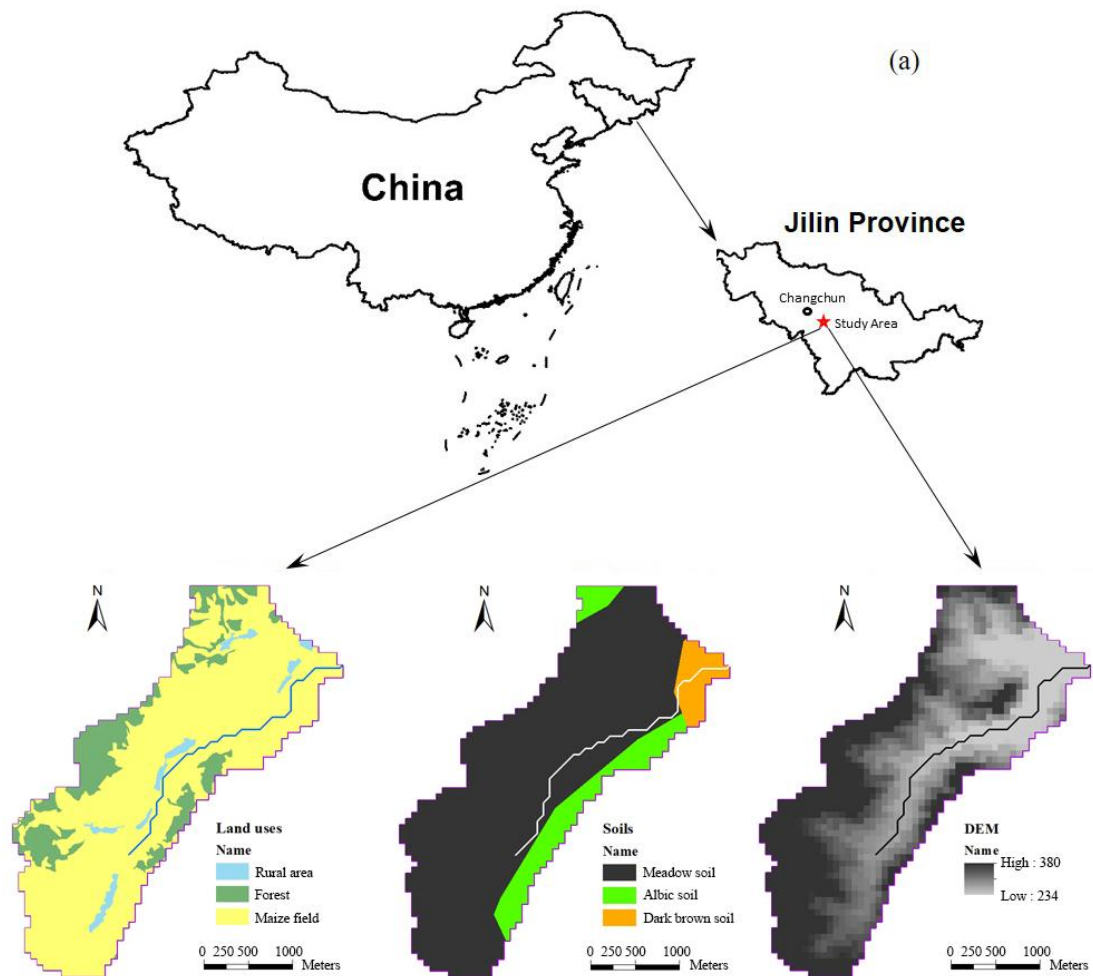 (a)
China
Jilin Province
Changchun
Study Area
N
Land uses
Name
Rural area
Forest
Maize field
0 250 500 1000
Meters
N
Soils
Name
Meadow soil
Albic soil
Dark brown soil
0 250 500 1000
Meters
N
DEM
Name
High : 380
Low : 234
0 250 500 1000
Meters